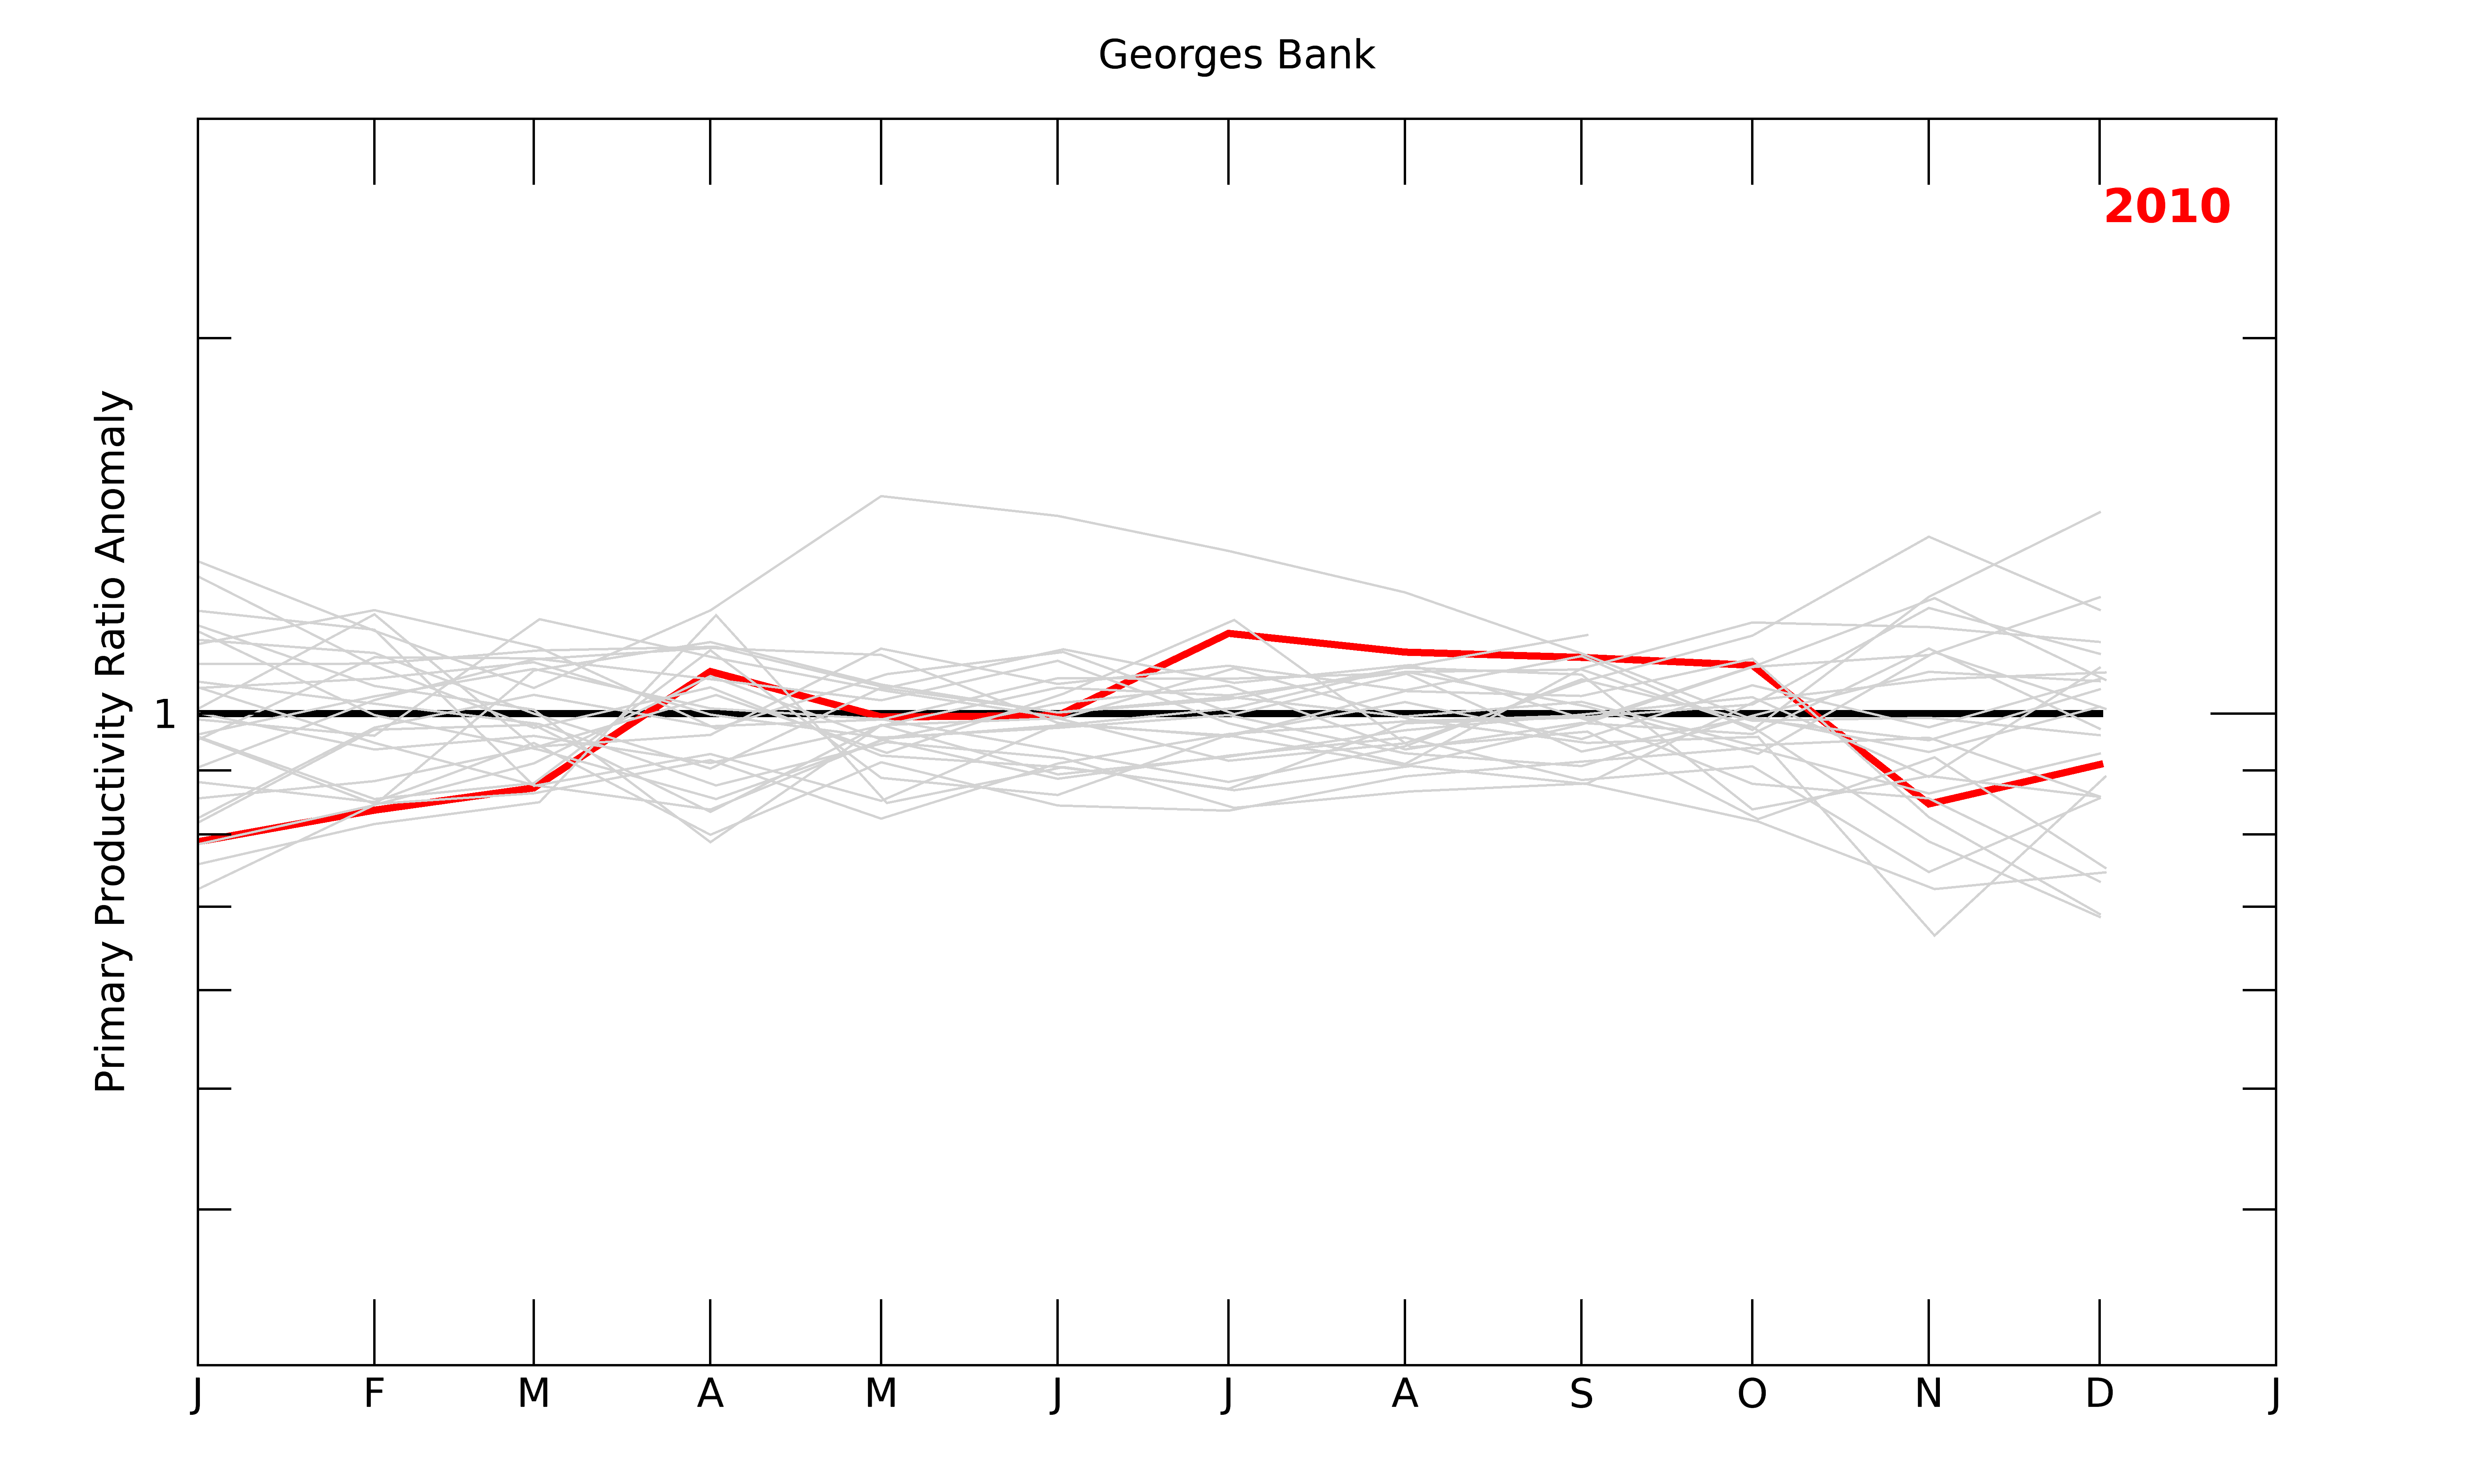 Georges Bank
2010
Primary Productivity Ratio Anomaly
1
J F M A M J J A S O N D J